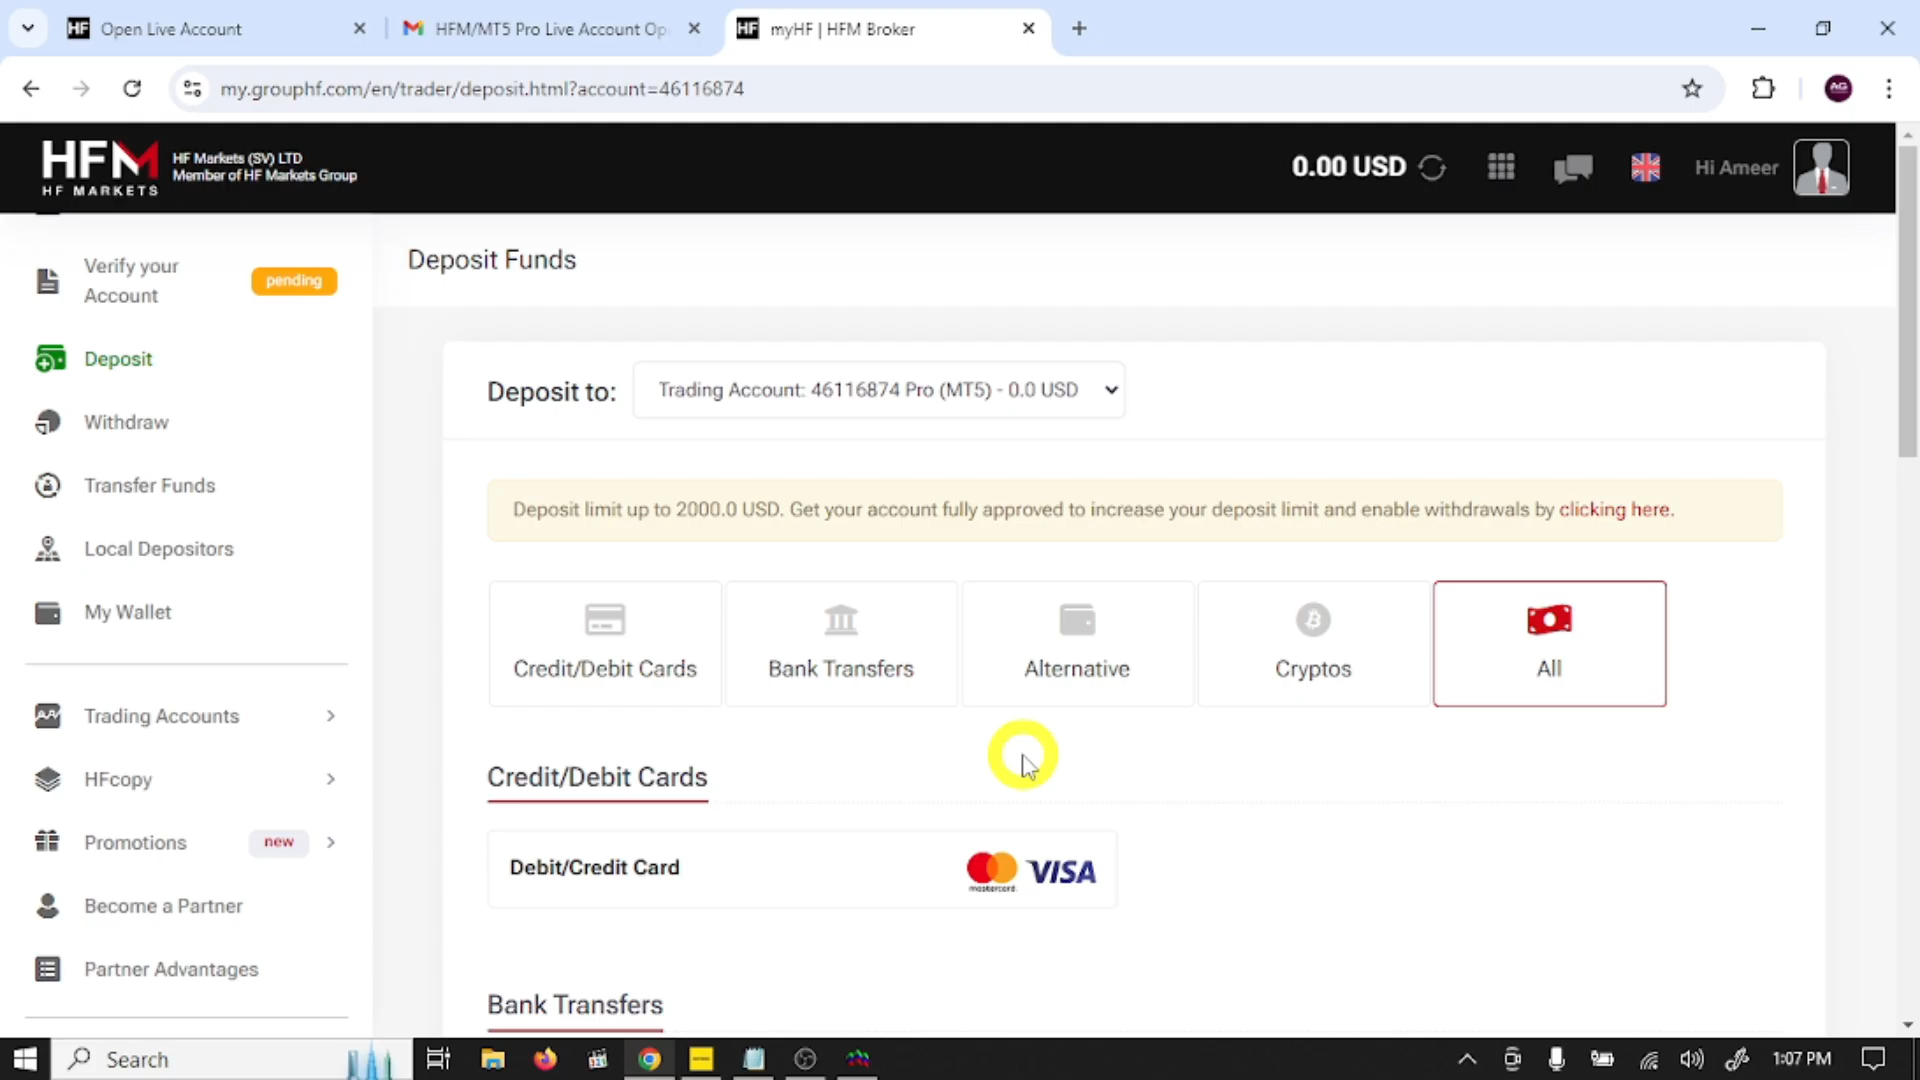 Open Live Account
HFM/MT5 Pro Live Account Op
myHF | HFM Broker
my.grouphf.com/en/trader/deposit.html?account=46116874
AG
HFM
HF MARKETS
HF Markets (SV) LTD
Member of HF Markets Group
0.00 USD
Hi Ameer
Verify your
Account
pending
Deposit
Withdraw
Transfer Funds
Local Depositors
My Wallet
Trading Accounts
HFcopy
Promotions
new
Become a Partner
Partner Advantages
Deposit Funds
Deposit to:
Trading Account: 46116874 Pro (MT5) - 0.0 USD
Deposit limit up to 2000.0 USD. Get your account fully approved to increase your deposit limit and enable withdrawals by clicking here.
Credit/Debit Cards
Bank Transfers
Alternative
Cryptos
All
Credit/Debit Cards
Debit/Credit Card
mastercard.
VISA
Bank Transfers
Search
1:07 PM